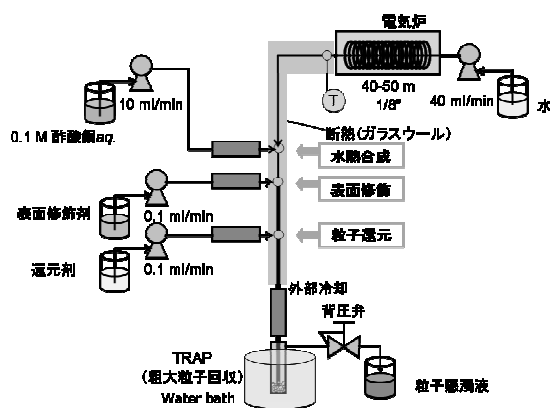 電気炉
40-50 m
1/8"
40 ml/min
水
T
断熱(ガラスウール)
10 ml/min
0.1 M 酢酸銅aq.
水熱合成
表面修飾
粒子還元
表面修飾剤
0.1 ml/min
還元剤
0.1 ml/min
外部冷却
背圧弁
TRAP
(粗大粒子回収)
Water bath
粒子懸濁液